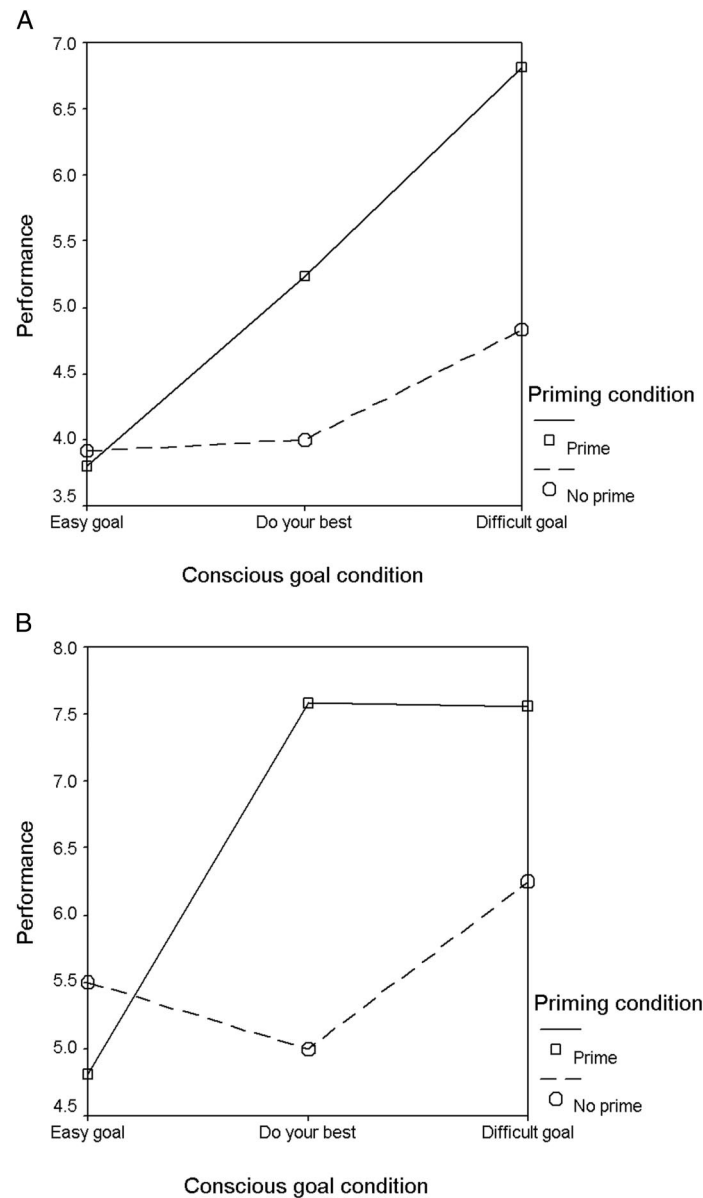 A
7.0
6.5
6.0
5.5
5.0
4.5
4.0
3.5
Performance
Easy goal Do your best Difficult goal
Conscious goal condition
Priming condition
Prime
No prime
B
8.0
7.5
7.0
6.5
6.0
5.5
5.0
4.5
Performance
Easy goal Do your best Difficult goal
Conscious goal condition
Priming condition
Prime
No prime